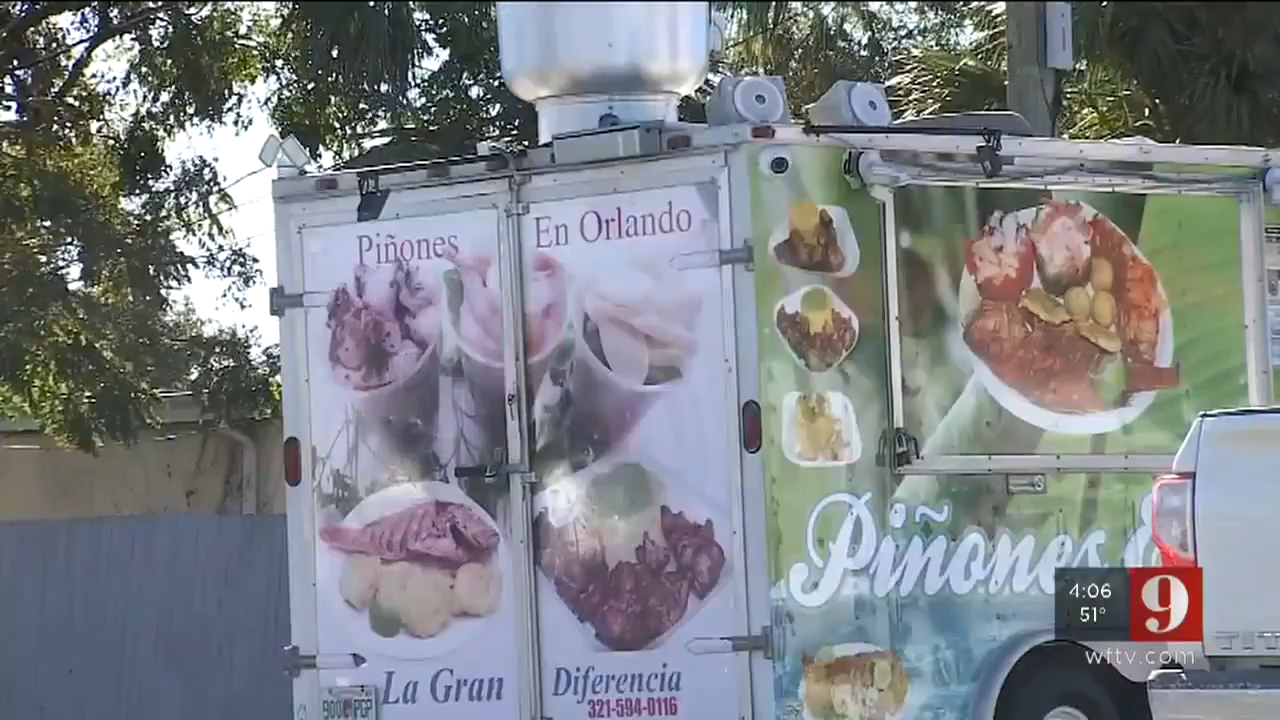 Piñones En Orlando
La Gran Diferencia
321-594-0116
Piñones
4:06
51°
9
wftv.com